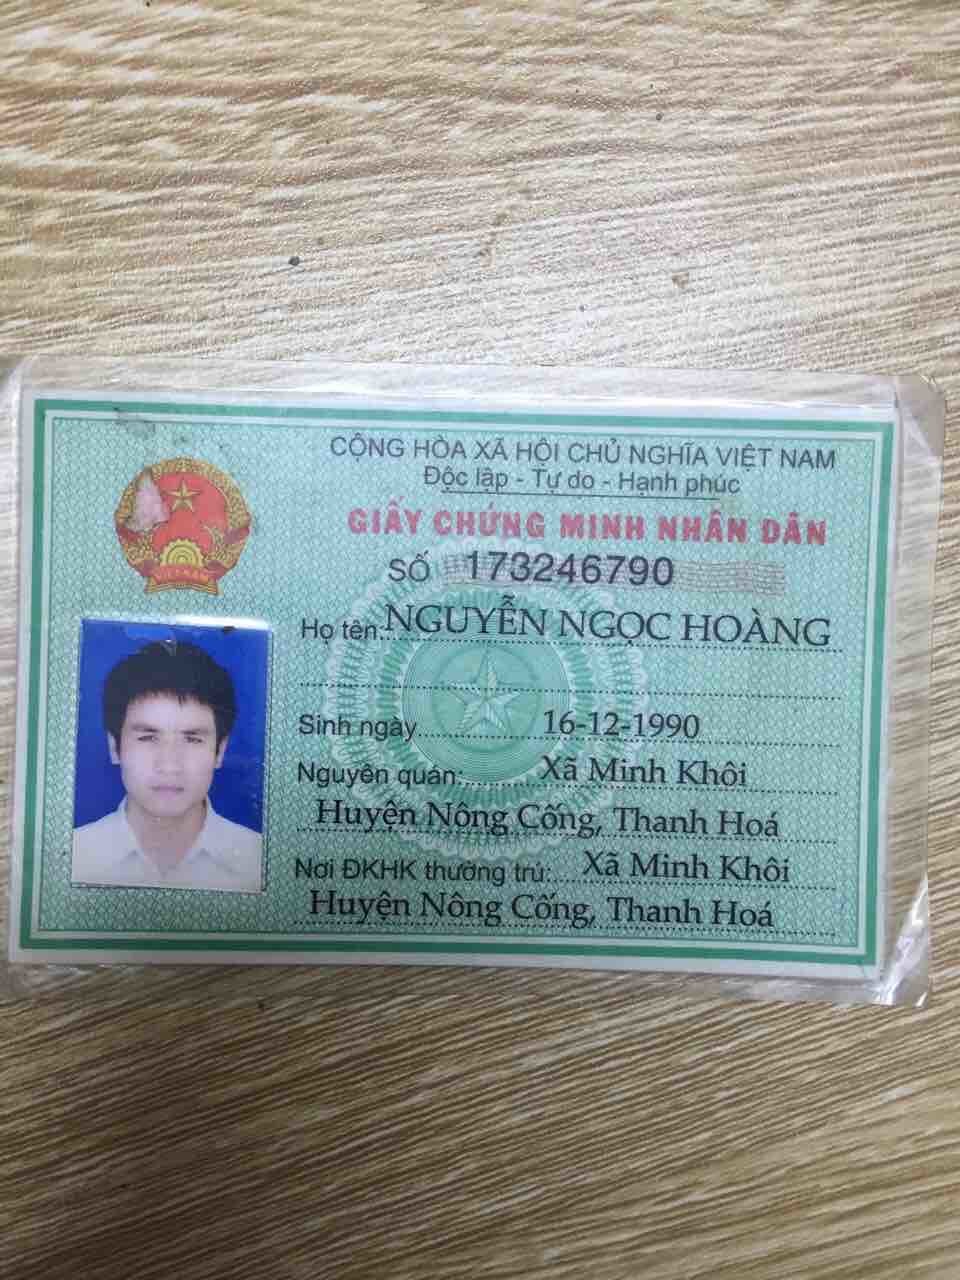 CỘNG HÒA XÃ HỘI CHỦ NGHĨA VIỆT NAM
Độc lập - Tự do - Hạnh phúc
GIẤY CHỨNG MINH NHÂN DÂN
SỐ 173246790
VIỆT NAM
Họ tên: NGUYỄN NGỌC HOÀNG
Sinh ngày 16-12-1990
Nguyên quán: Xã Minh Khôi
Huyện Nông Cống, Thanh Hoá
Nơi ĐKHK thường trú: Xã Minh Khôi
Huyện Nông Cống, Thanh Hoá